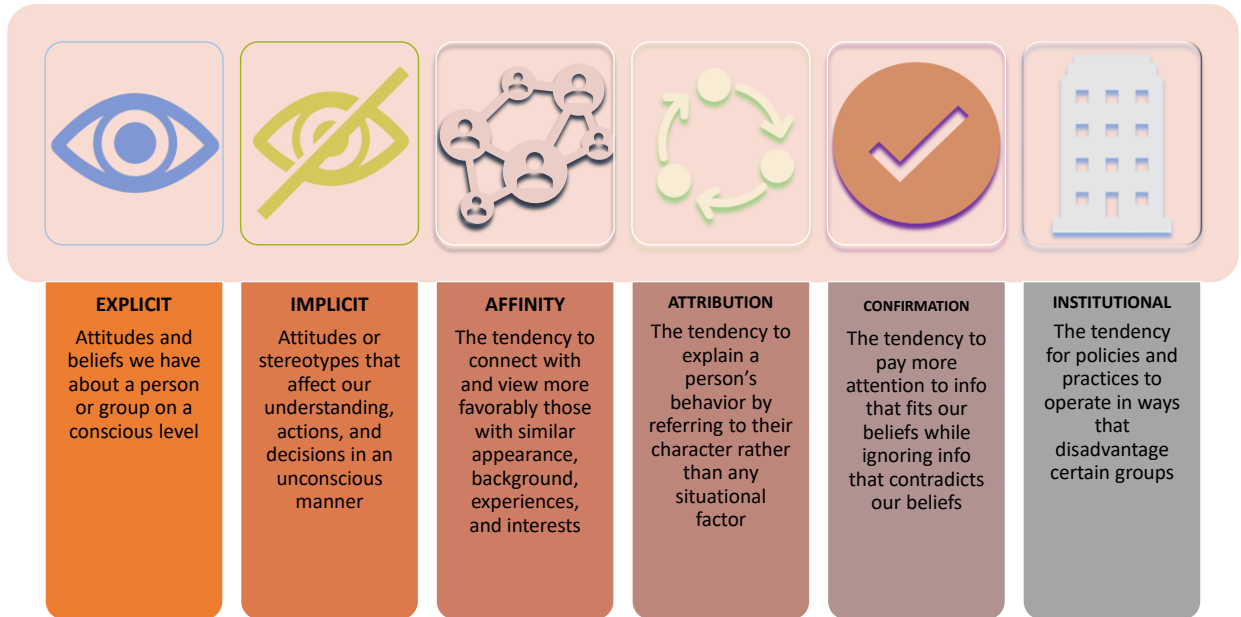 EXPLICIT
Attitudes and
beliefs we have
about a person
or group on a
conscious level
IMPLICIT
Attitudes or
stereotypes that
affect our
understanding,
actions, and
decisions in an
unconscious
manner
AFFINITY
The tendency to
connect with
and view more
favorably those
with similar
appearance,
background,
experiences,
and interests
ATTRIBUTION
The tendency to
explain a
person’s
behavior by
referring to their
character rather
than any
situational
factor
CONFIRMATION
The tendency to
pay more
attention to info
that fits our
beliefs while
ignoring info
that contradicts
our beliefs
INSTITUTIONAL
The tendency
for policies and
practices to
operate in ways
that
disadvantage
certain groups